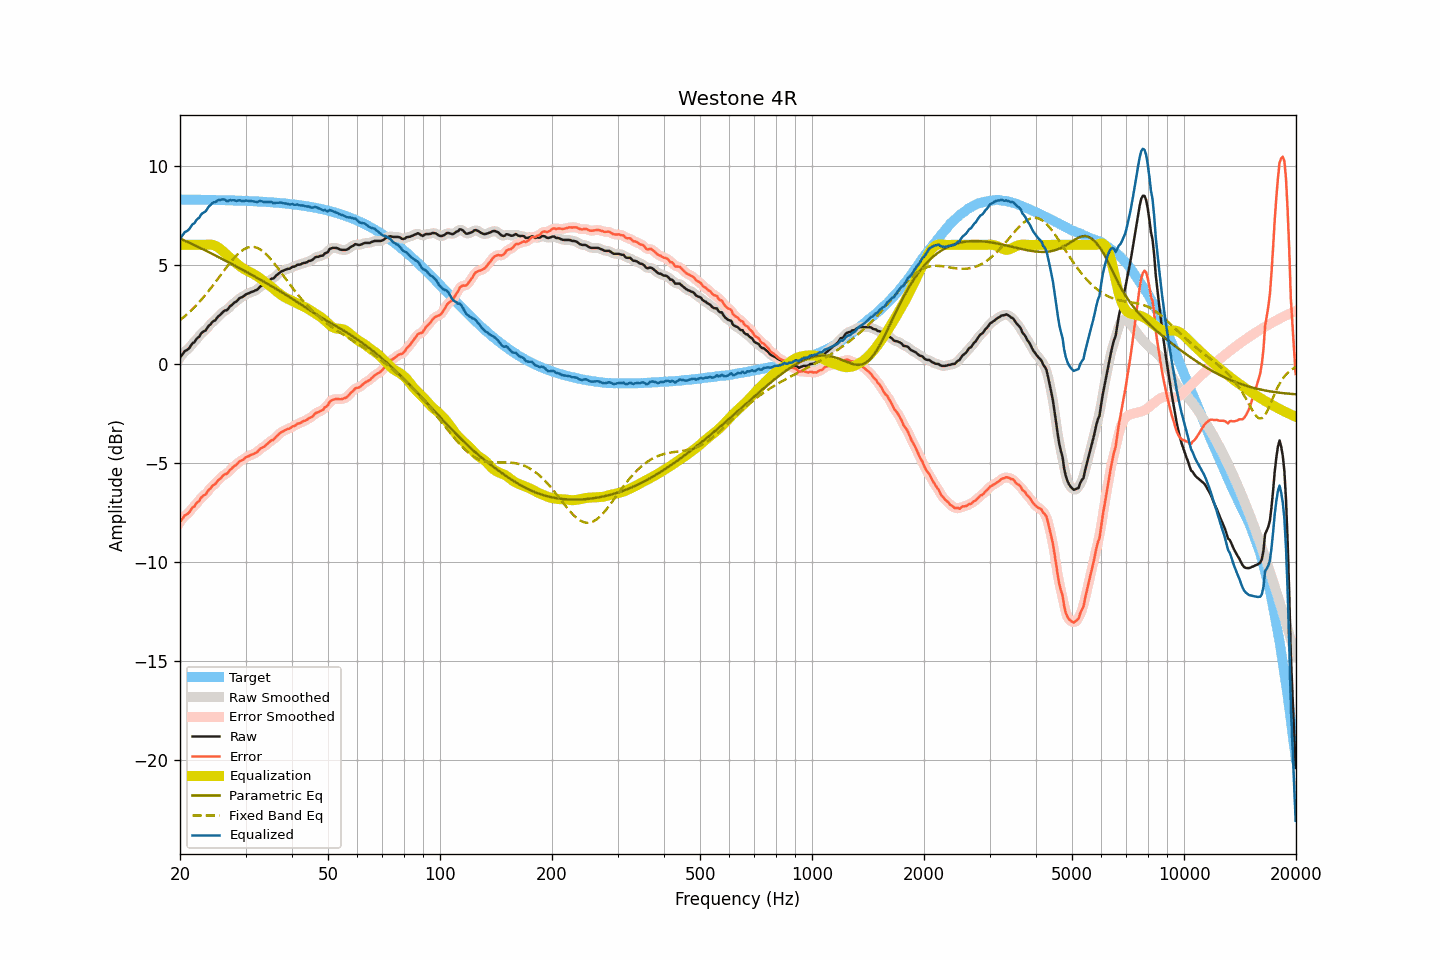 Westone 4R
10
5
0
−5
−10
−15
−20
Amplitude (dBr)
Target
Raw Smoothed
Error Smoothed
Raw
Error
Equalization
Parametric Eq
Fixed Band Eq
Equalized
20 50 100 200 500 1000 2000 5000 10000 20000
Frequency (Hz)